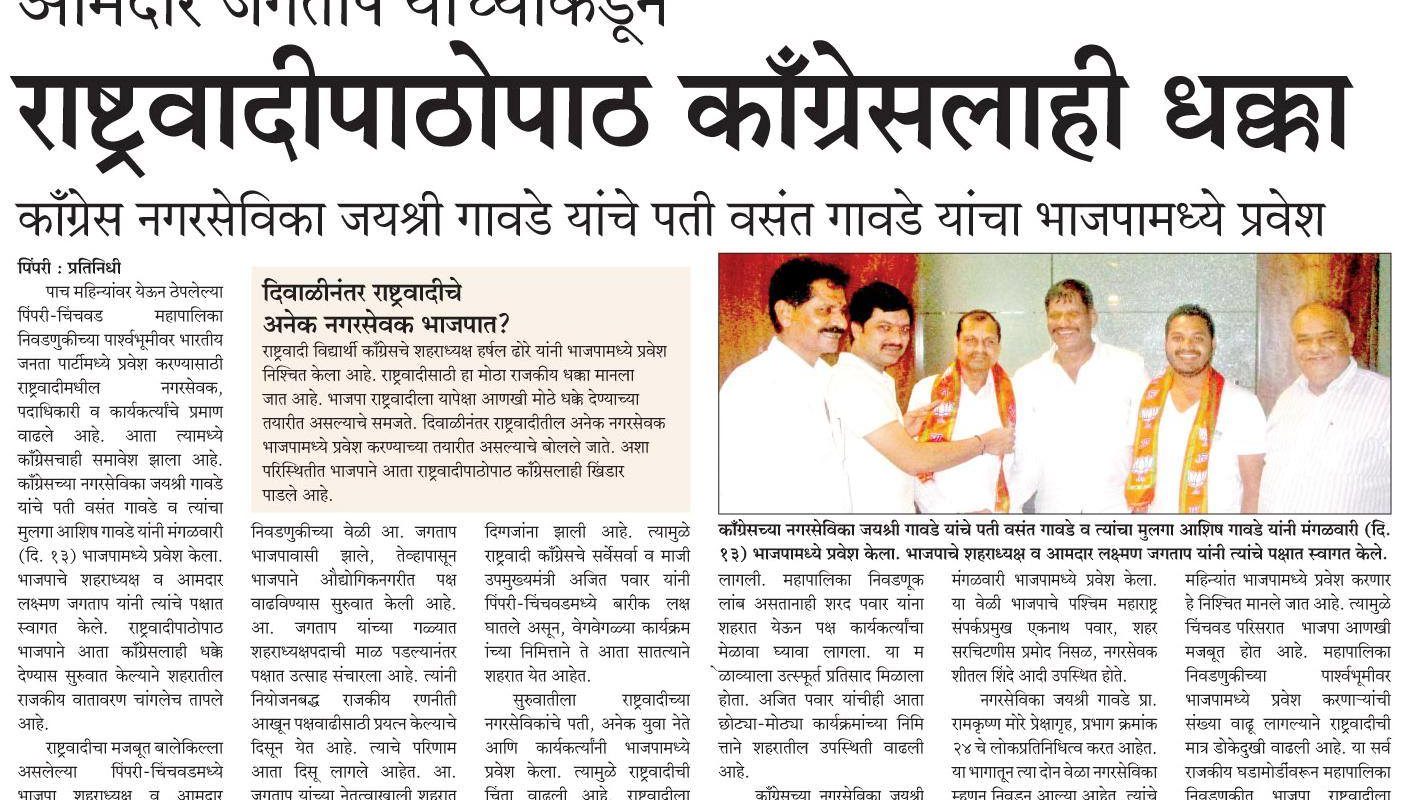 आमदार जगताप यांच्याकडून
राष्ट्रवादीपाठोपाठ काँग्रेसलाही धक्का
काँग्रेस नगरसेविका जयश्री गावडे यांचे पती वसंत गावडे यांचा भाजपामध्ये प्रवेश
पिंपरी : प्रतिनिधी
पाच महिन्यांवर येऊन ठेपलेल्या
पिंपरी-चिंचवड महापालिका
निवडणुकीच्या पार्श्वभूमीवर भारतीय
जनता पार्टीमध्ये प्रवेश करण्यासाठी
राष्ट्रवादीमधील नगरसेवक,
पदाधिकारी व कार्यकर्त्यांचे प्रमाण
वाढले आहे. आता त्यामध्ये
काँग्रेसचाही समावेश झाला आहे.
काँग्रेसच्या नगरसेविका जयश्री गावडे
यांचे पती वसंत गावडे व त्यांचा
मुलगा आशिष गावडे यांनी मंगळवारी
(दि. १३) भाजपामध्ये प्रवेश केला.
भाजपाचे शहराध्यक्ष व आमदार
लक्ष्मण जगताप यांनी त्यांचे पक्षात
स्वागत केले. राष्ट्रवादीपाठोपाठ
भाजपाने आता काँग्रेसलाही धक्के
देण्यास सुरुवात केल्याने शहरातील
राजकीय वातावरण चांगलेच तापले
आहे.
राष्ट्रवादीचा मजबूत बालेकिल्ला
असलेल्या पिंपरी-चिंचवडमध्ये
भाजपा शहराध्यक्ष व आमदार
दिवाळीनंतर राष्ट्रवादीचे
अनेक नगरसेवक भाजपात?
राष्ट्रवादी विद्यार्थी काँग्रेसचे शहराध्यक्ष हर्षल ढोरे यांनी भाजपामध्ये प्रवेश
निश्चित केला आहे. राष्ट्रवादीसाठी हा मोठा राजकीय धक्का मानला
जात आहे. भाजपा राष्ट्रवादीला यापेक्षा आणखी मोठे धक्के देण्याच्या
तयारीत असल्याचे समजते. दिवाळीनंतर राष्ट्रवादीतील अनेक नगरसेवक
भाजपामध्ये प्रवेश करण्याच्या तयारीत असल्याचे बोलले जाते. अशा
परिस्थितीत भाजपाने आता राष्ट्रवादीपाठोपाठ काँग्रेसलाही खिंडार
पाडले आहे.
निवडणुकीच्या वेळी आ. जगताप
भाजपावासी झाले, तेव्हापासून
भाजपाने औद्योगिकनगरीत पक्ष
वाढविण्यास सुरुवात केली आहे.
आ. जगताप यांच्या गळ्यात
शहराध्यक्षपदाची माळ पडल्यानंतर
पक्षात उत्साह संचारला आहे. त्यांनी
नियोजनबद्ध राजकीय रणनीती
आखून पक्षवाढीसाठी प्रयत्न केल्याचे
दिसून येत आहे. त्याचे परिणाम
आता दिसू लागले आहेत. आ.
जगताप यांच्या नेतृत्वाखाली शहरात
दिग्गजांना झाली आहे. त्यामुळे
राष्ट्रवादी काँग्रेसचे सर्वेसर्वा व माजी
उपमुख्यमंत्री अजित पवार यांनी
पिंपरी-चिंचवडमध्ये बारीक लक्ष
घातले असून, वेगवेगळ्या कार्यक्रम
ांच्या निमित्ताने ते आता सातत्याने
शहरात येत आहेत.
सुरुवातीला राष्ट्रवादीच्या
नगरसेविकांचे पती, अनेक युवा नेते
आणि कार्यकर्त्यांनी भाजपामध्ये
प्रवेश केला. त्यामुळे राष्ट्रवादीची
चिंता वाढली आहे. राष्ट्रवादीला
काँग्रेसच्या नगरसेविका जयश्री गावडे यांचे पती वसंत गावडे व त्यांचा मुलगा आशिष गावडे यांनी मंगळवारी (दि.
१३) भाजपामध्ये प्रवेश केला. भाजपाचे शहराध्यक्ष व आमदार लक्ष्मण जगताप यांनी त्यांचे पक्षात स्वागत केले.
लागली. महापालिका निवडणूक
लांब असतानाही शरद पवार यांना
शहरात येऊन पक्ष कार्यकर्त्यांचा
मेळावा घ्यावा लागला. या म
ेळाव्याला उत्स्फूर्त प्रतिसाद मिळाला
होता. अजित पवार यांचीही आता
छोट्या-मोठ्या कार्यक्रमांच्या निमि
त्ताने शहरातील उपस्थिती वाढली
आहे.
काँग्रेसच्या नगरसेविका जयश्री
मंगळवारी भाजपामध्ये प्रवेश केला.
या वेळी भाजपाचे पश्चिम महाराष्ट्र
संपर्कप्रमुख एकनाथ पवार, शहर
सरचिटणीस प्रमोद निसळ, नगरसेवक
शीतल शिंदे आदी उपस्थित होते.
नगरसेविका जयश्री गावडे प्रा.
रामकृष्ण मोरे प्रेक्षागृह, प्रभाग क्रमांक
२४ चे लोकप्रतिनिधित्व करत आहेत.
या भागातून त्या दोन वेळा नगरसेविका
म्हणून निवडून आल्या आहेत. त्यांचे
महिन्यांत भाजपामध्ये प्रवेश करणार
हे निश्चित मानले जात आहे. त्यामुळे
चिंचवड परिसरात भाजपा आणखी
मजबूत होत आहे. महापालिका
निवडणुकीच्या पार्श्वभूमीवर
भाजपामध्ये प्रवेश करणाऱ्यांची
संख्या वाढू लागल्याने राष्ट्रवादीची
मात्र डोकेदुखी वाढली आहे. या सर्व
राजकीय घडामोडींवरून महापालिका
निवडणुकीत भाजपा राष्ट्रवादीला